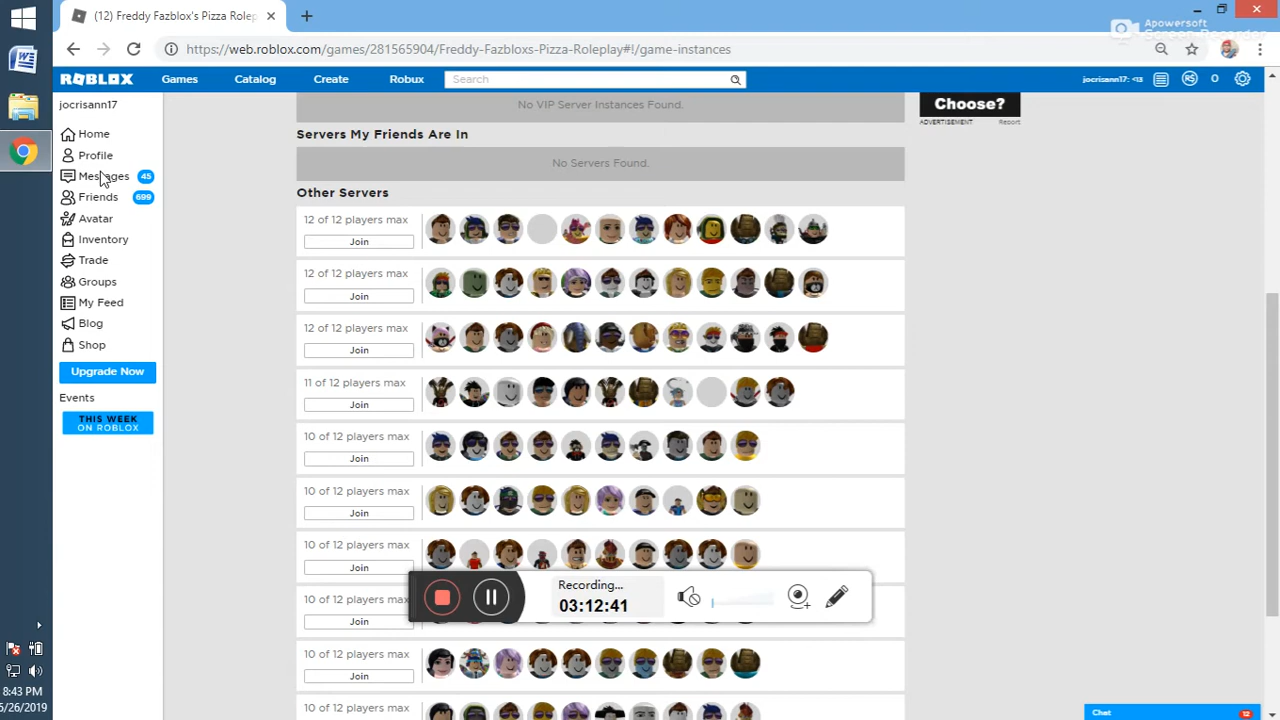 (12) Freddy Fazblox's Pizza Rolep
Apowersoft
Screen Recorder
https://web.roblox.com/games/281565904/Freddy-Fazbloxs-Pizza-Roleplay#!/game-instances
ROBLOX
Games
Catalog
Create
Robux
Search
jocrisann17: <13
R$
0
jocrisann17
Home
Profile
Messages 45
Friends 699
Avatar
Inventory
Trade
Groups
My Feed
Blog
Shop
Upgrade Now
Events
THIS WEEK
ON ROBLOX
No VIP Server Instances Found.
Servers My Friends Are In
No Servers Found.
Other Servers
12 of 12 players max
Join
12 of 12 players max
Join
12 of 12 players max
Join
11 of 12 players max
Join
10 of 12 players max
Join
10 of 12 players max
Join
10 of 12 players max
Join
10 of 12 players max
Join
10 of 12 players max
Join
10 of 12 players max
Choose?
ADVERTISEMENT
Report
Recording...
03:12:41
Chat 12
8:43 PM
5/26/2019